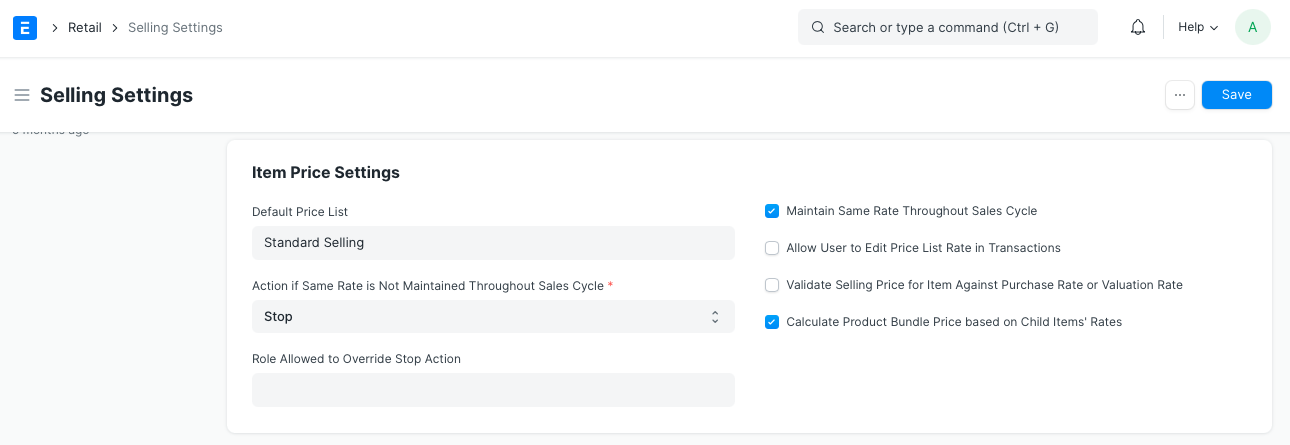 E Retail Selling Settings Search or type a command (Ctrl + G) Help A
Selling Settings ... Save
months ago
Item Price Settings
Default Price List
Standard Selling
Action if Same Rate is Not Maintained Throughout Sales Cycle *
Stop
Role Allowed to Override Stop Action
Maintain Same Rate Throughout Sales Cycle
Allow User to Edit Price List Rate in Transactions
Validate Selling Price for Item Against Purchase Rate or Valuation Rate
Calculate Product Bundle Price based on Child Items' Rates